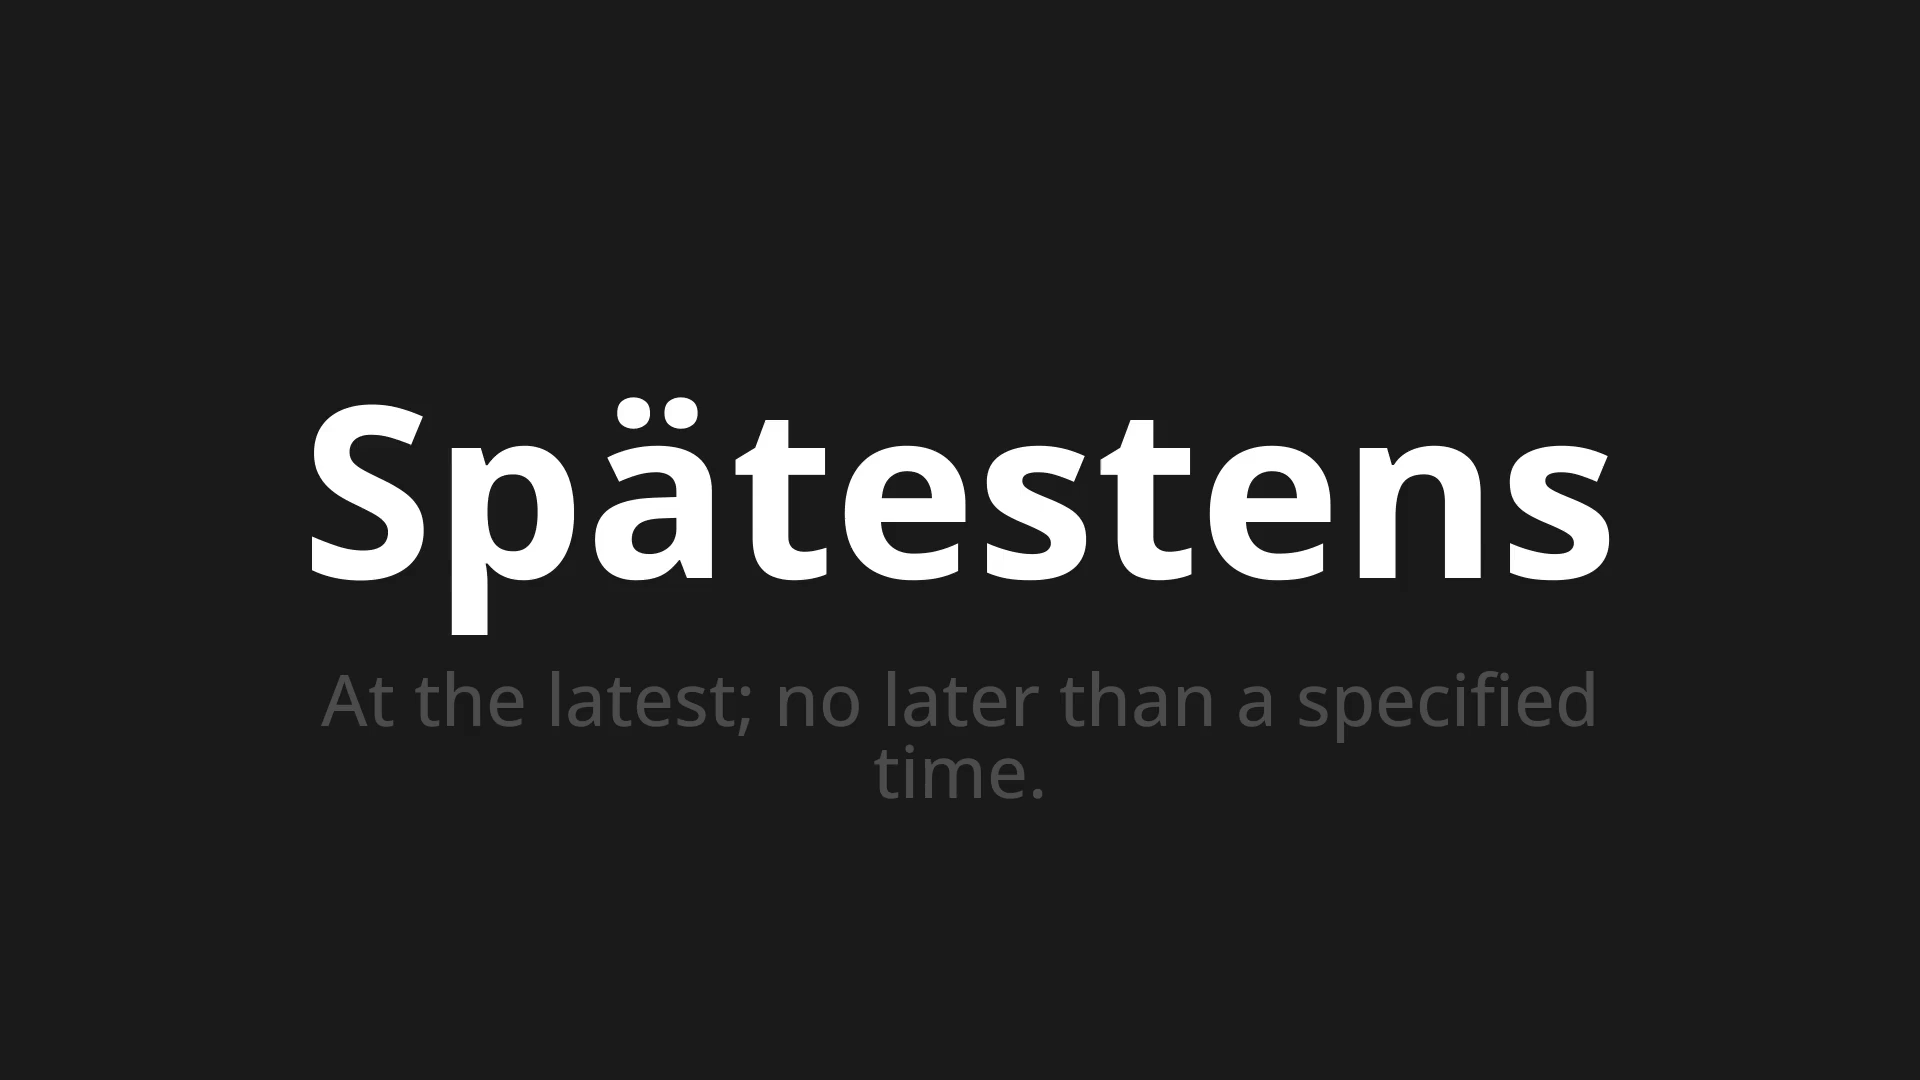 Spätestens
At the latest; no later than a specified
time.